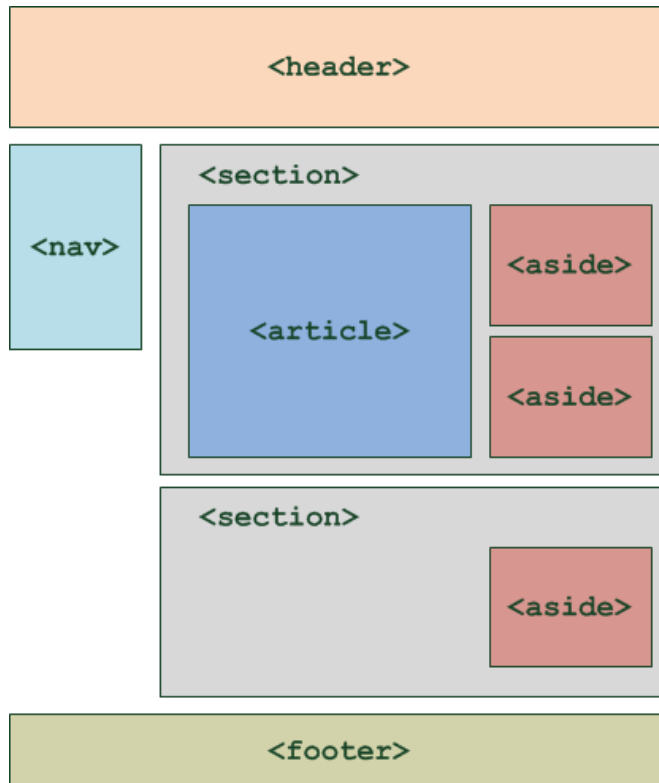 <header>
<nav>
<section>
<article>
<aside>
<aside>
<section>
<aside>
<footer>